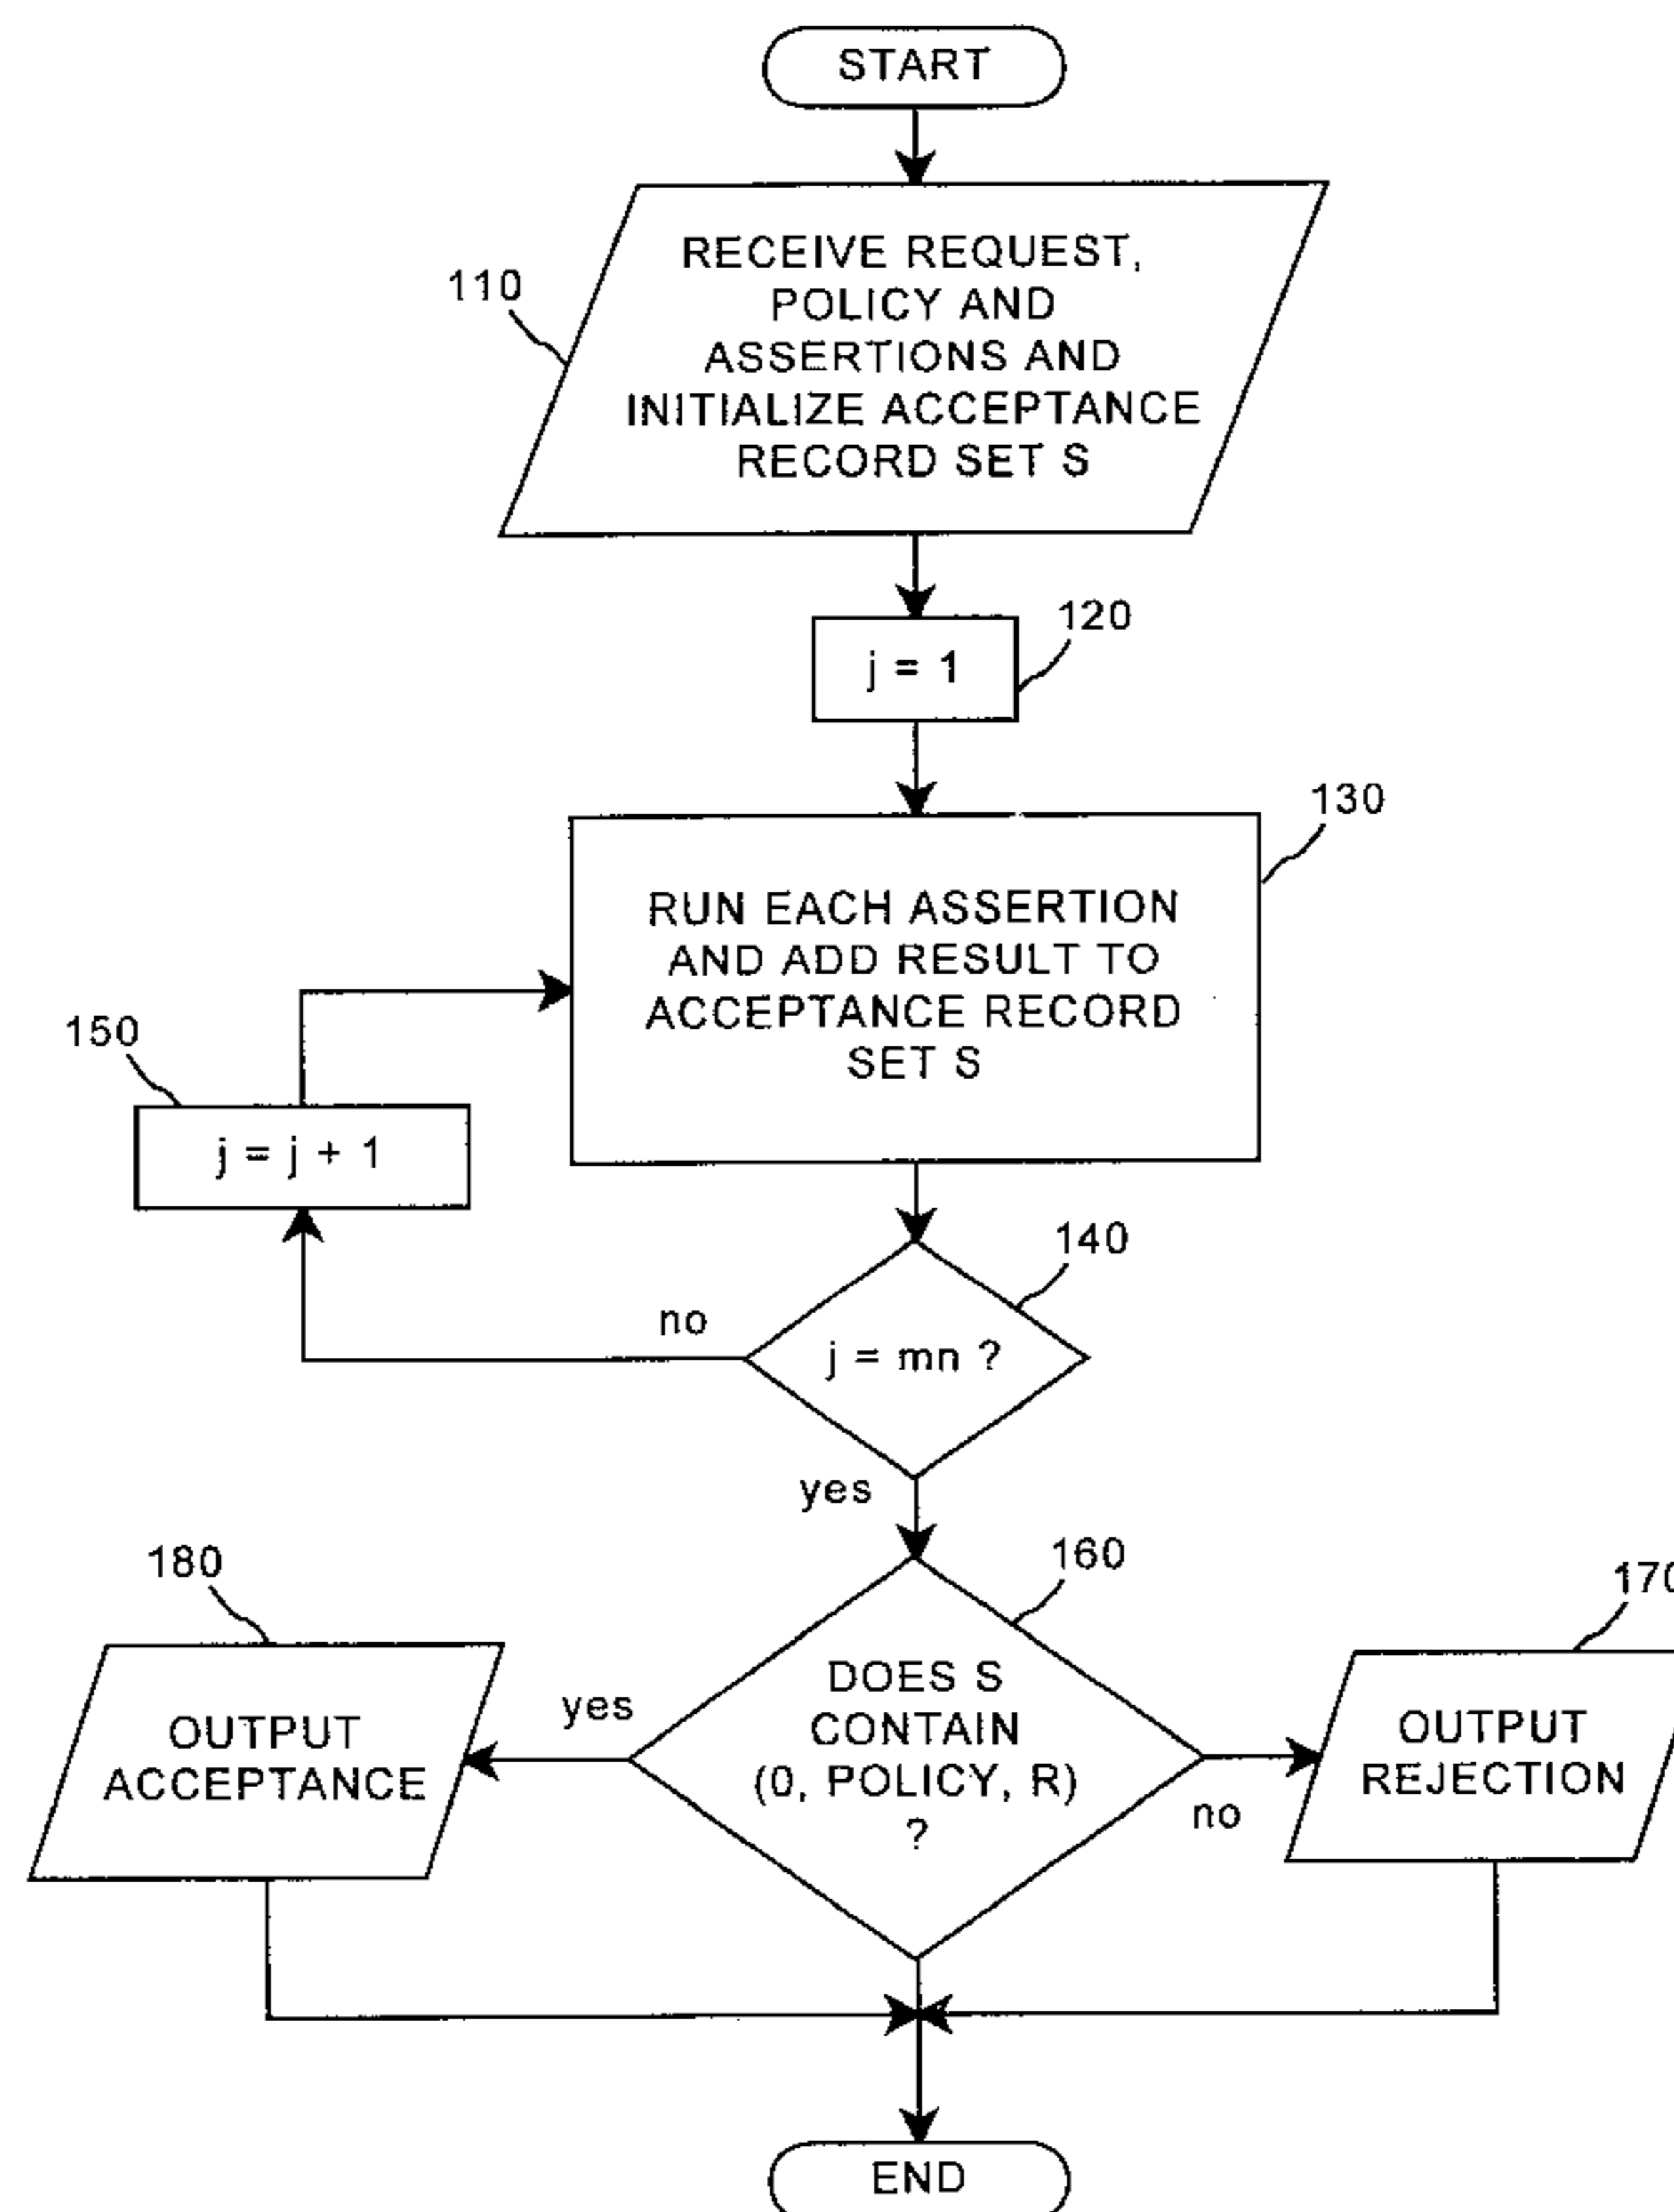 START
110
RECEIVE REQUEST,
POLICY AND
ASSERTIONS AND
INITIALIZE ACCEPTANCE
RECORD SET S
120
j = 1
130
RUN EACH ASSERTION
AND ADD RESULT TO
ACCEPTANCE RECORD
SET S
150
j = j + 1
140
no
j = mn ?
yes
180
160
170
DOES S
CONTAIN
(0, POLICY, R)
?
yes
OUTPUT
ACCEPTANCE
no
OUTPUT
REJECTION
END